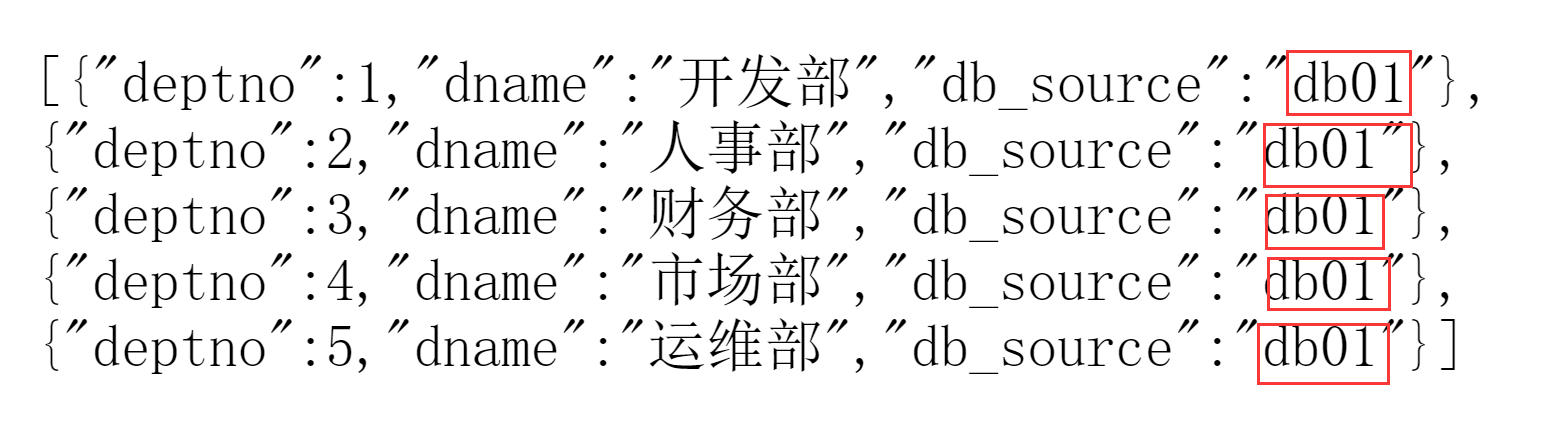 [{"deptno":1,"dname":"开发部","db_source":"db01"},
{"deptno":2,"dname":"人事部","db_source":"db01"},
{"deptno":3,"dname":"财务部","db_source":"db01"},
{"deptno":4,"dname":"市场部","db_source":"db01"},
{"deptno":5,"dname":"运维部","db_source":"db01"}]